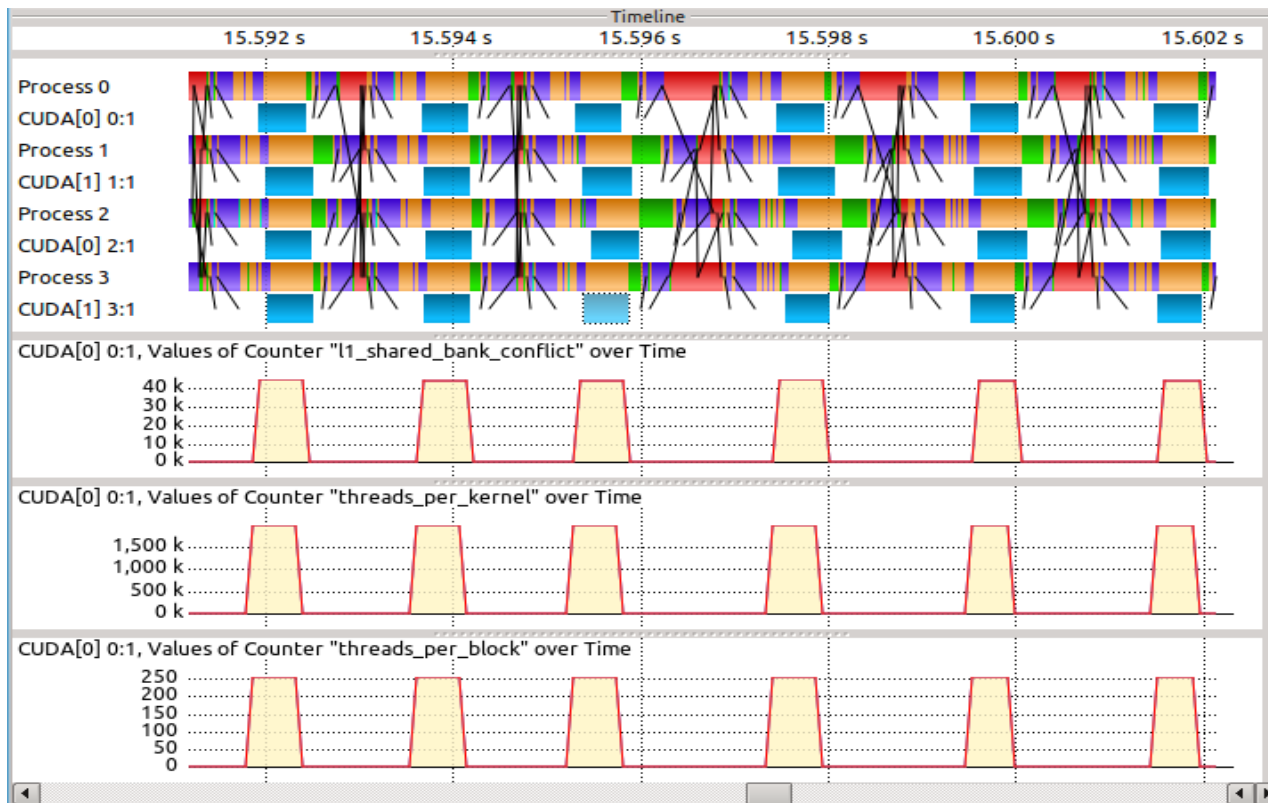 Timeline
15.592 s 15.594 s 15.596 s 15.598 s 15.600 s 15.602 s
Process 0
CUDA[0] 0:1
Process 1
CUDA[1] 1:1
Process 2
CUDA[0] 2:1
Process 3
CUDA[1] 3:1
CUDA[0] 0:1, Values of Counter "l1_shared_bank_conflict" over Time
40 k
30 k
20 k
10 k
0 k
CUDA[0] 0:1, Values of Counter "threads_per_kernel" over Time
1,500 k
1,000 k
500 k
0 k
CUDA[0] 0:1, Values of Counter "threads_per_block" over Time
250
200
150
100
50
0